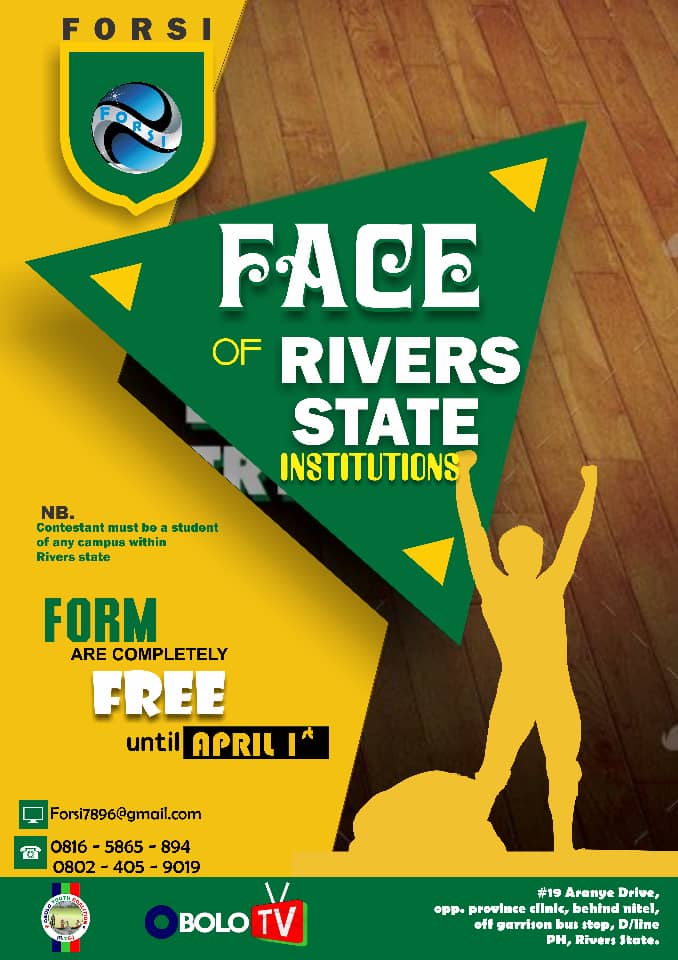 FORSI
FORSI
FACE
OF RIVERS
STATE
INSTITUTIONS
NB.
Contestant must be a student
of any campus within
Rivers state
FORM
ARE COMPLETELY
FREE
until APRIL 1st
Forsi7896@gmail.com
0816 - 5865 - 894
0802 - 405 - 9019
OBOLO TV
#19 Aranye Drive,
opp. province clinic, behind nitel,
off garrison bus stop, D/line
PH, Rivers State.